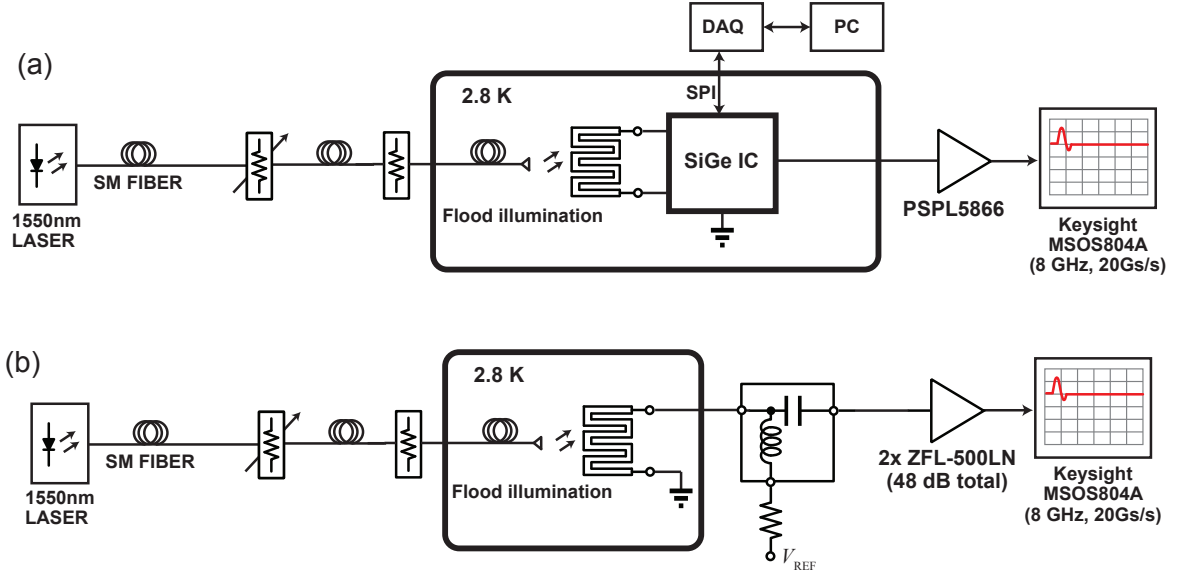 (a)
DAQ
PC
2.8 K
SPI
SiGe IC
SM FIBER
1550nm
LASER
Flood illumination
PSPL5866
Keysight
MSOS804A
(8 GHz, 20Gs/s)
(b)
2.8 K
SM FIBER
1550nm
LASER
Flood illumination
2x ZFL-500LN
(48 dB total)
Keysight
MSOS804A
(8 GHz, 20Gs/s)
VREF